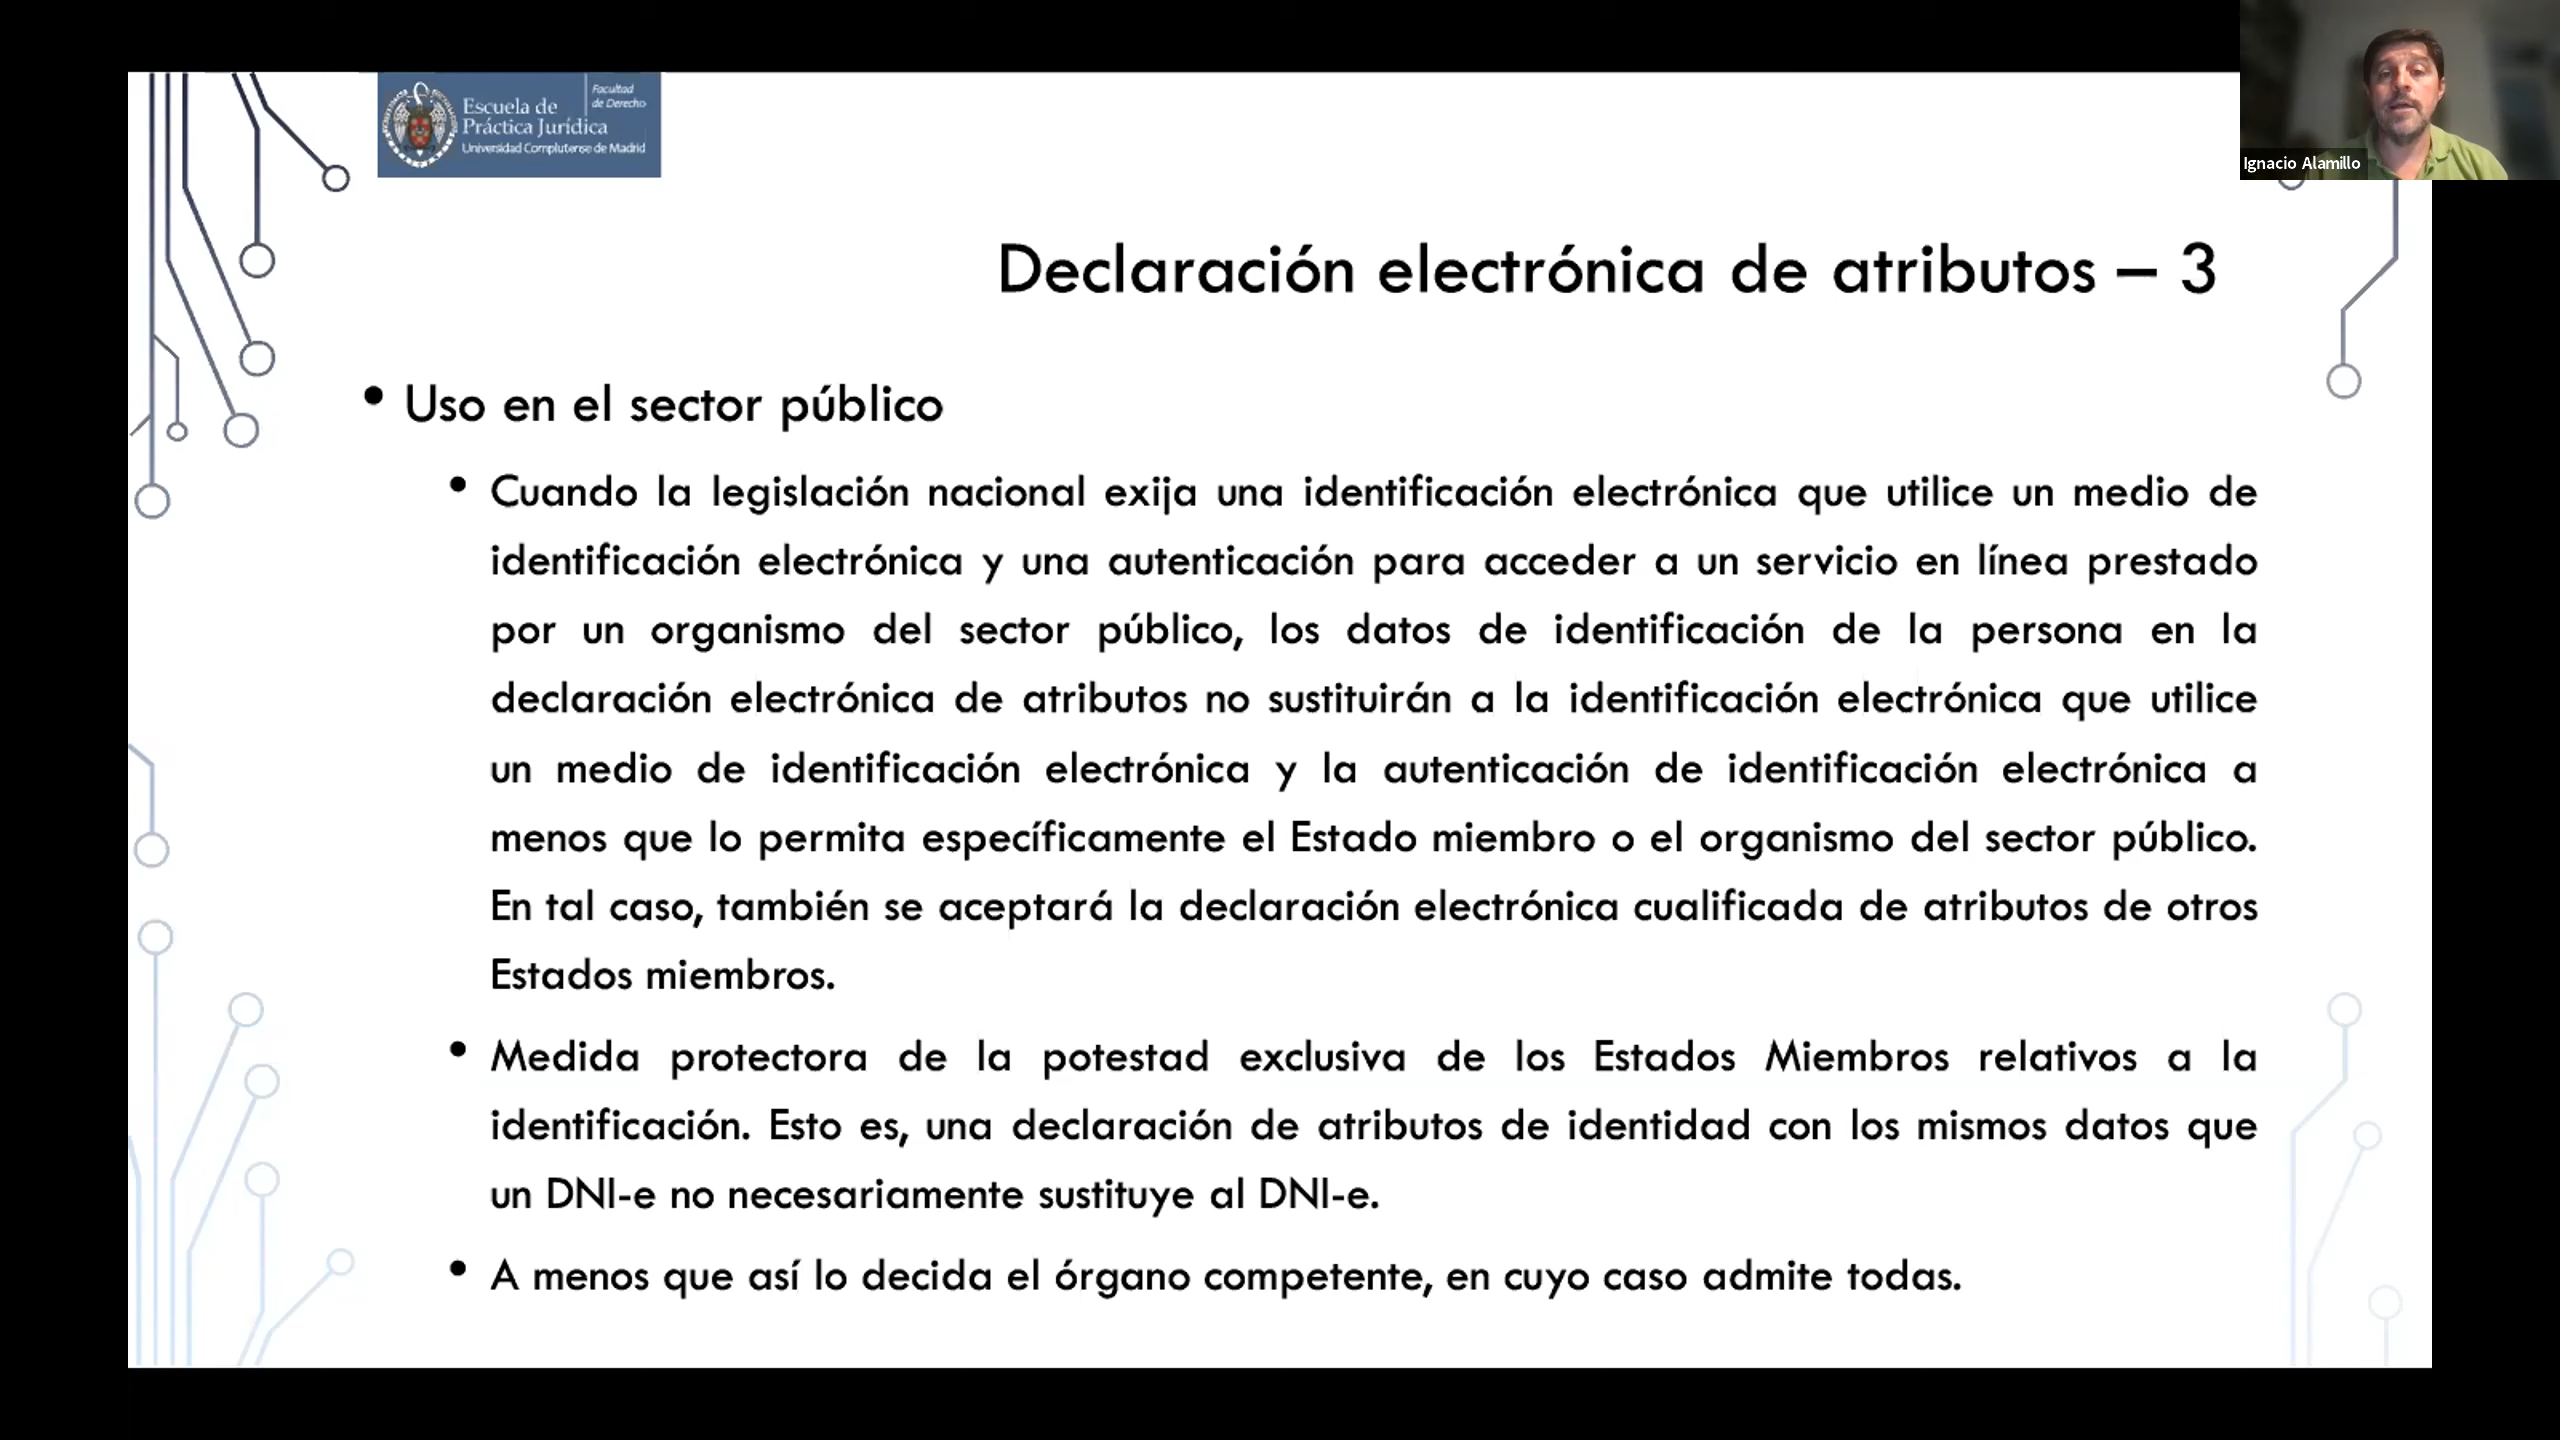 Facultad
de Derecho
Escuela de
Práctica Jurídica
Universidad Complutense de Madrid
Ignacio Alamillo
Declaración electrónica de atributos – 3
• Uso en el sector público
• Cuando la legislación nacional exija una identificación electrónica que utilice un medio de
identificación electrónica y una autenticación para acceder a un servicio en línea prestado
por un organismo del sector público, los datos de identificación de la persona en la
declaración electrónica de atributos no sustituirán a la identificación electrónica que utilice
un medio de identificación electrónica y la autenticación de identificación electrónica a
menos que lo permita específicamente el Estado miembro o el organismo del sector público.
En tal caso, también se aceptará la declaración electrónica cualificada de atributos de otros
Estados miembros.
• Medida protectora de la potestad exclusiva de los Estados Miembros relativos a la
identificación. Esto es, una declaración de atributos de identidad con los mismos datos que
un DNI-e no necesariamente sustituye al DNI-e.
• A menos que así lo decida el órgano competente, en cuyo caso admite todas.